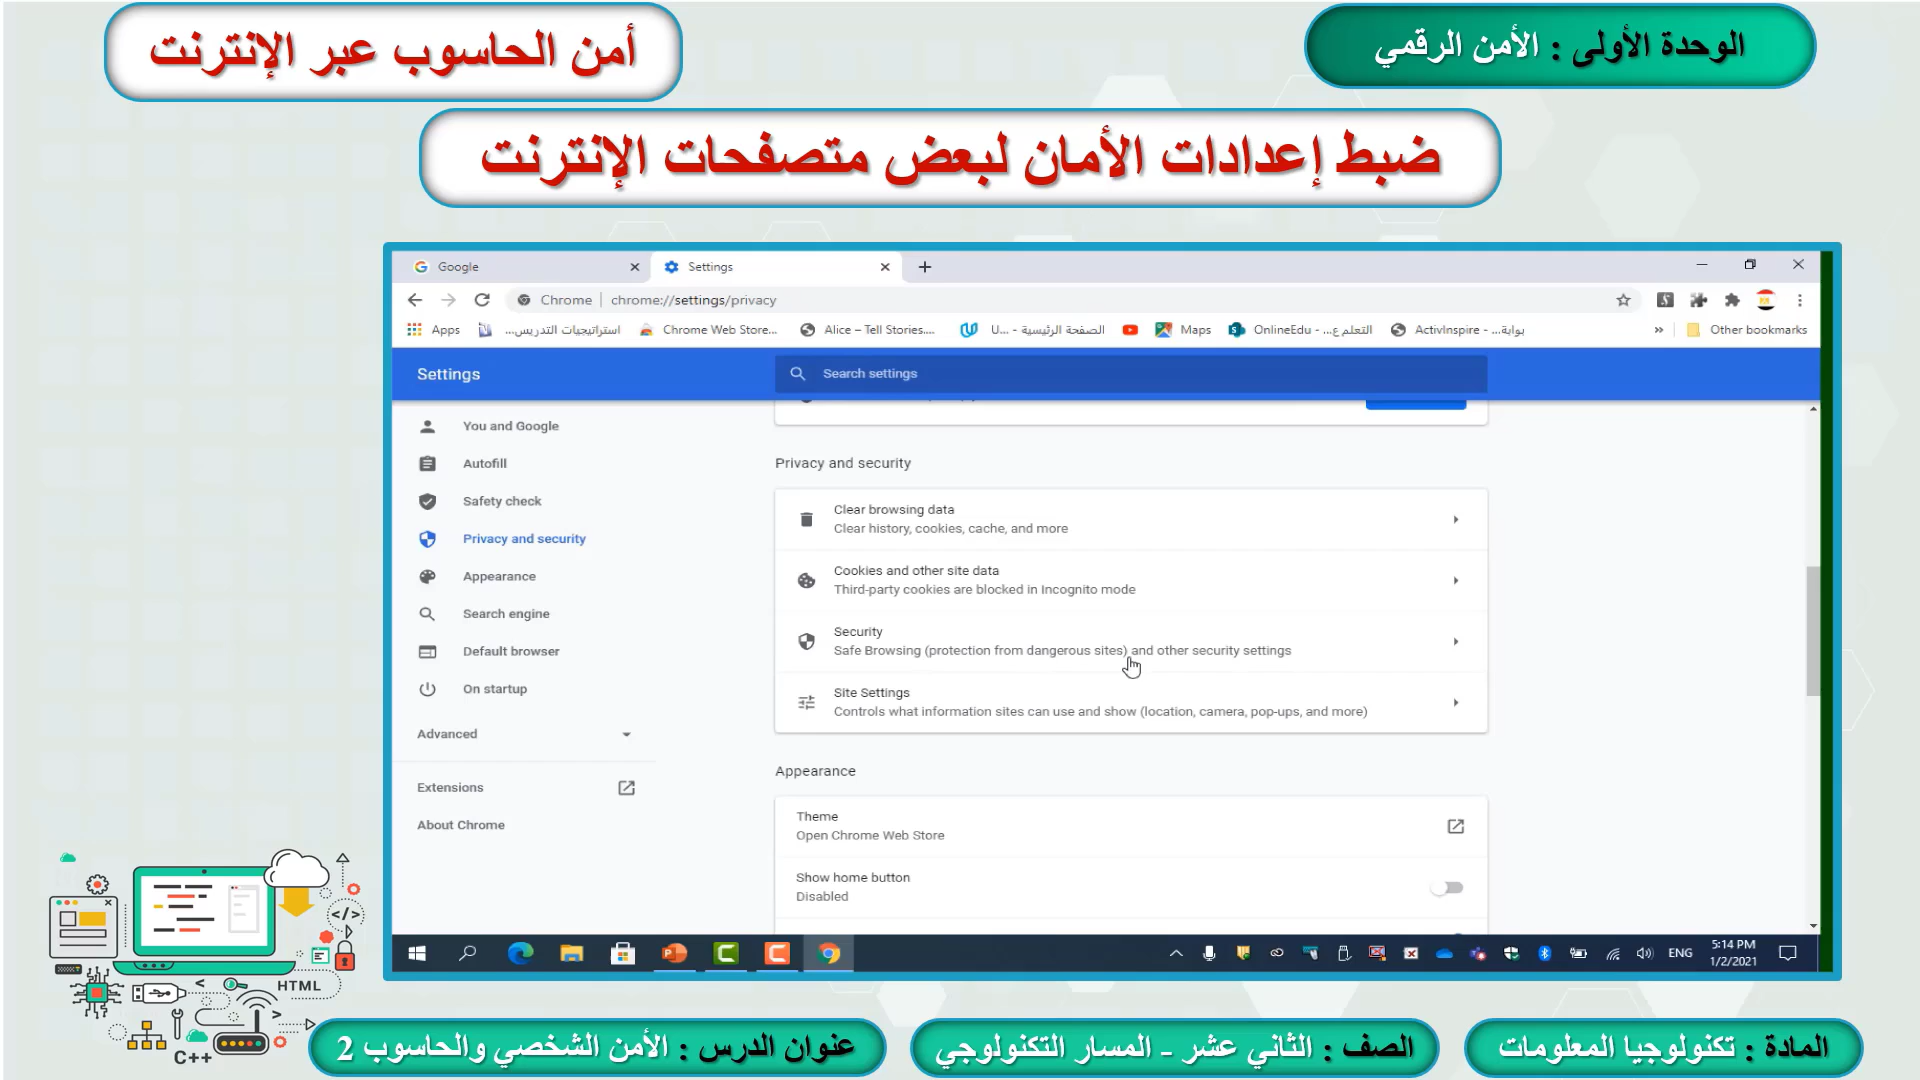 الوحدة الأولى : الأمن الرقمي
أمن الحاسوب عبر الإنترنت
ضبط إعدادات الأمان لبعض متصفحات الإنترنت
Google
Settings
Chrome
chrome://settings/privacy
Apps
استراتيجيات التدريس...
Chrome Web Store...
Alice – Tell Stories....
الصفحة الرئيسية - ...U
Maps
OnlineEdu - التعلم ع...
ActivInspire - بوابة...
»
Other bookmarks
Settings
Search settings
You and Google
Autofill
Safety check
Privacy and security
Appearance
Search engine
Default browser
On startup
Advanced
Extensions
About Chrome
Privacy and security
Clear browsing data
Clear history, cookies, cache, and more
Cookies and other site data
Third-party cookies are blocked in Incognito mode
Security
Safe Browsing (protection from dangerous sites) and other security settings
Site Settings
Controls what information sites can use and show (location, camera, pop-ups, and more)
Appearance
Theme
Open Chrome Web Store
Show home button
Disabled
ENG
5:14 PM
1/2/2021
</>
HTML
C++
المادة : تكنولوجيا المعلومات
الصف : الثاني عشر - المسار التكنولوجي
عنوان الدرس : الأمن الشخصي والحاسوب 2